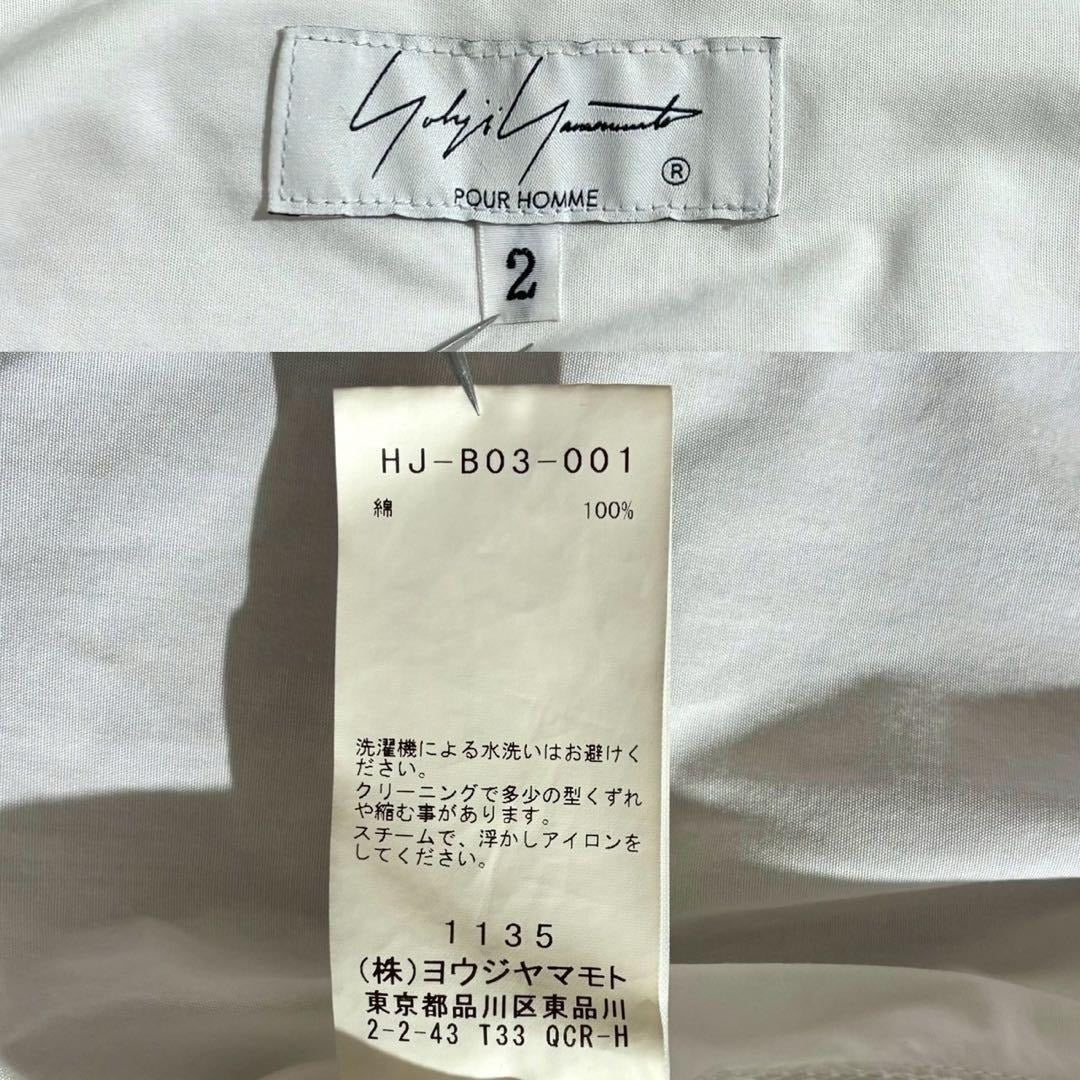 Yohji Yamamoto
®
POUR HOMME
2
HJ-B03-001
綿 100%
洗濯機による水洗いはお避けく
ださい。
クリーニングで多少の型くずれ
や縮む事があります。
スチームで、浮かしアイロンを
してください。
1135
(株)ヨウジヤマモト
東京都品川区東品川
2-2-43 T33 QCR-H